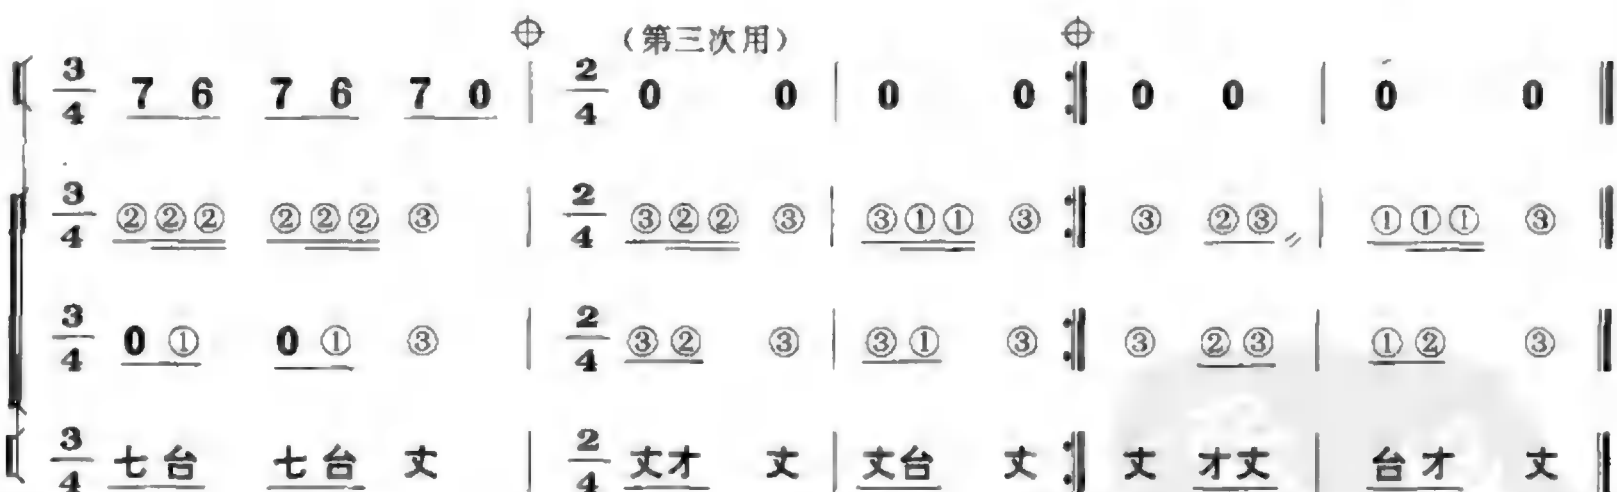 (第三次用)
3/4 7 6 7 6 7 0 | 2/4 0 0 | 0 0 :‖ 0 0 | 0 0 ‖
3/4 ②②② ②②② ③ | 2/4 ③②② ③ | ③①① ③ :‖ ③ ②③ | ①①① ③ ‖
3/4 0 ① 0 ① ③ | 2/4 ③② ③ | ③① ③ :‖ ③ ②③ | ①② ③ ‖
3/4 七台 七台 丈 | 2/4 丈才 丈 | 丈台 丈 :‖ 丈 才丈 | 台才 丈 ‖